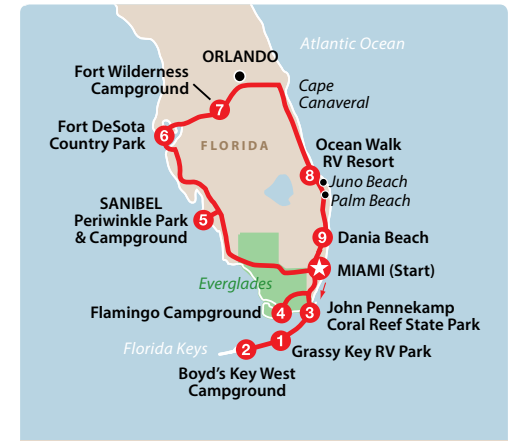 Atlantic Ocean
ORLANDO
Fort Wilderness
Campground
Cape
Canaveral
7
Fort DeSota
Country Park
6
FLORIDA
Ocean Walk
RV Resort
8
Juno Beach
Palm Beach
SANIBEL
Periwinkle Park
& Campground
5
9
Dania Beach
MIAMI (Start)
Everglades
Flamingo Campground
4
3
John Pennekamp
Coral Reef State Park
Florida Keys
2
1
Grassy Key RV Park
Boyd's Key West
Campground